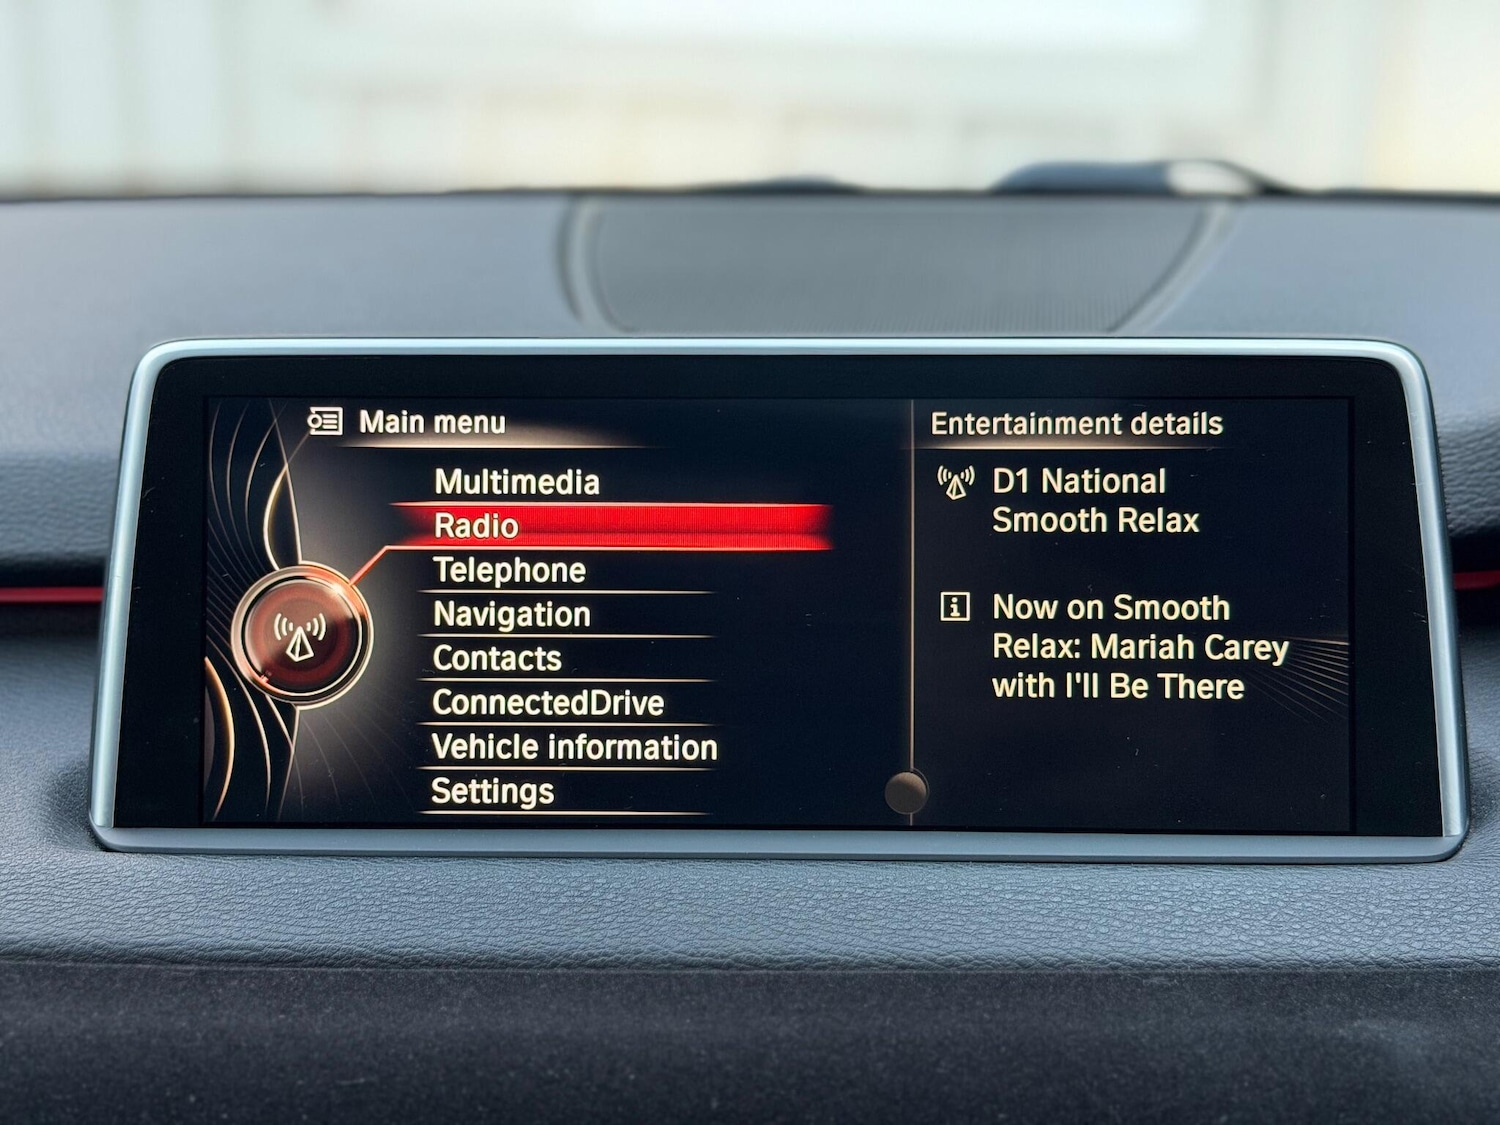 Main menu
Multimedia
Radio
Telephone
Navigation
Contacts
ConnectedDrive
Vehicle information
Settings
Entertainment details
D1 National
Smooth Relax
Now on Smooth
Relax: Mariah Carey
with I'll Be There